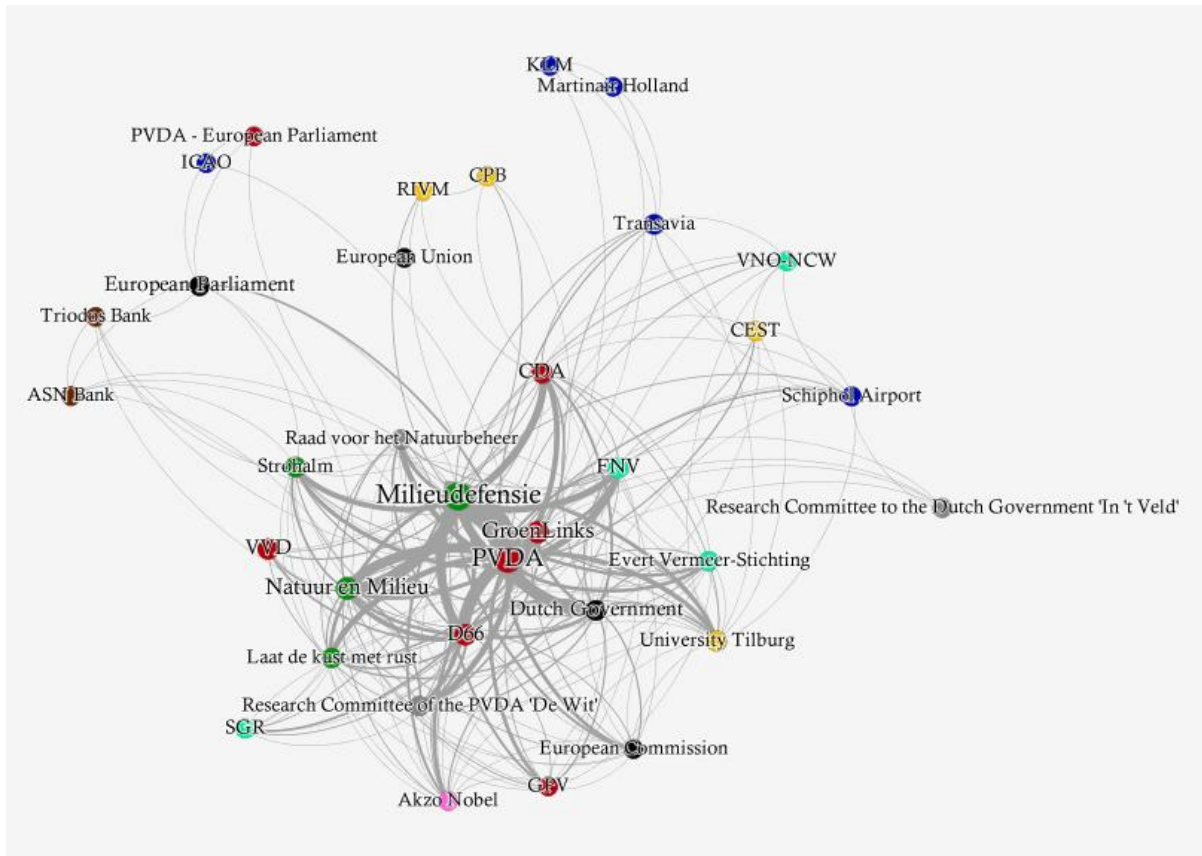 KLM
Martinair Holland
PVDA - European Parliament
ICAO
CPB
RIVM
Transavia
European Union
VNO-NCW
European Parliament
Triodos Bank
CEST
CDA
ASN Bank
Schiphol Airport
Raad voor het Natuurbeheer
Strohalm
FNV
Milieudefensie
Research Committee to the Dutch Government 'In 't Veld'
GroenLinks
VVD
PVDA
Evert Vermeer-Stichting
Natuur en Milieu
Dutch Government
D66
University Tilburg
Laat de kust met rust
Research Committee of the PVDA 'De Wit'
SGR
European Commission
GPV
Akzo Nobel